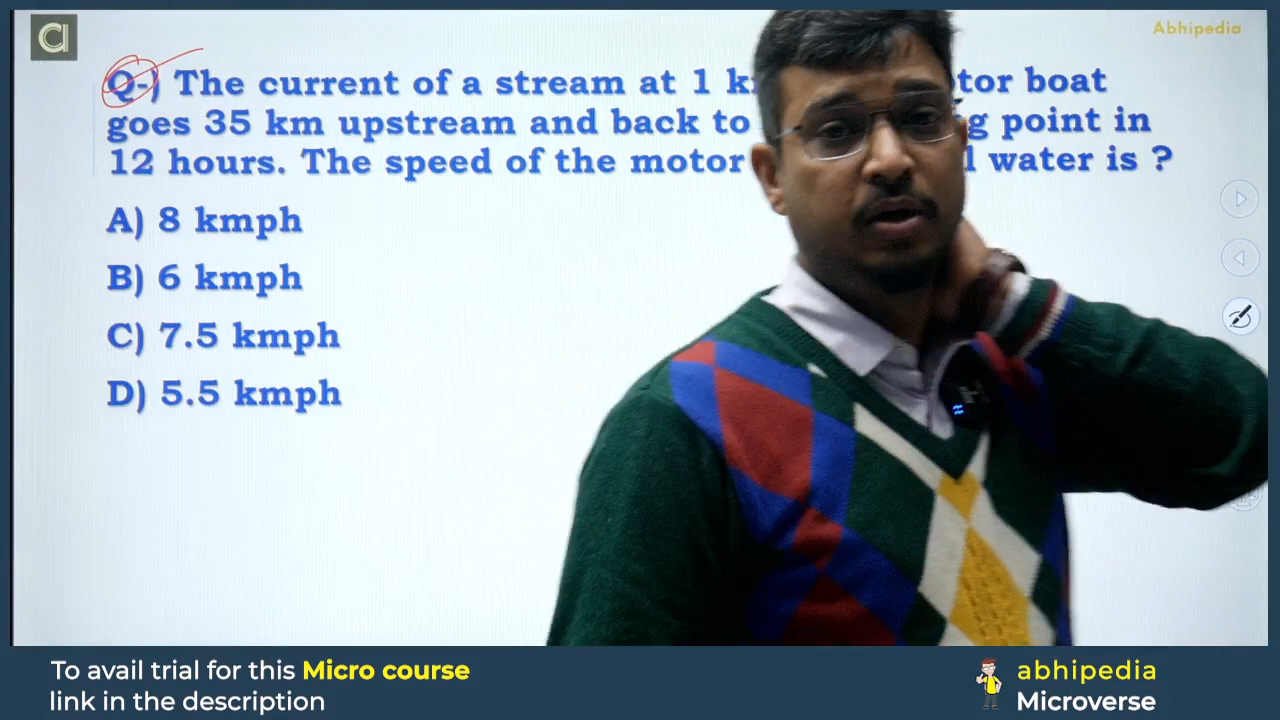 Abhipedia
Q-) The current of a stream at 1 tor boat
goes 35 km upstream and back to point in
12 hours. The speed of the motor water is ?
A) 8 kmph
B) 6 kmph
C) 7.5 kmph
D) 5.5 kmph
To avail trial for this Micro course
link in the description
abhipedia
Microverse